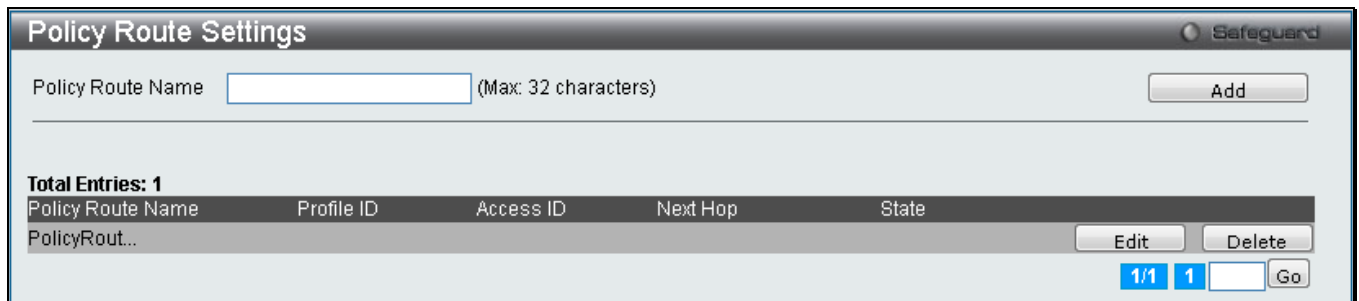 Policy Route Settings Safeguard
Policy Route Name (Max: 32 characters) Add
Total Entries: 1
Policy Route Name Profile ID Access ID Next Hop State
PolicyRout... Edit Delete
1/1 1 Go